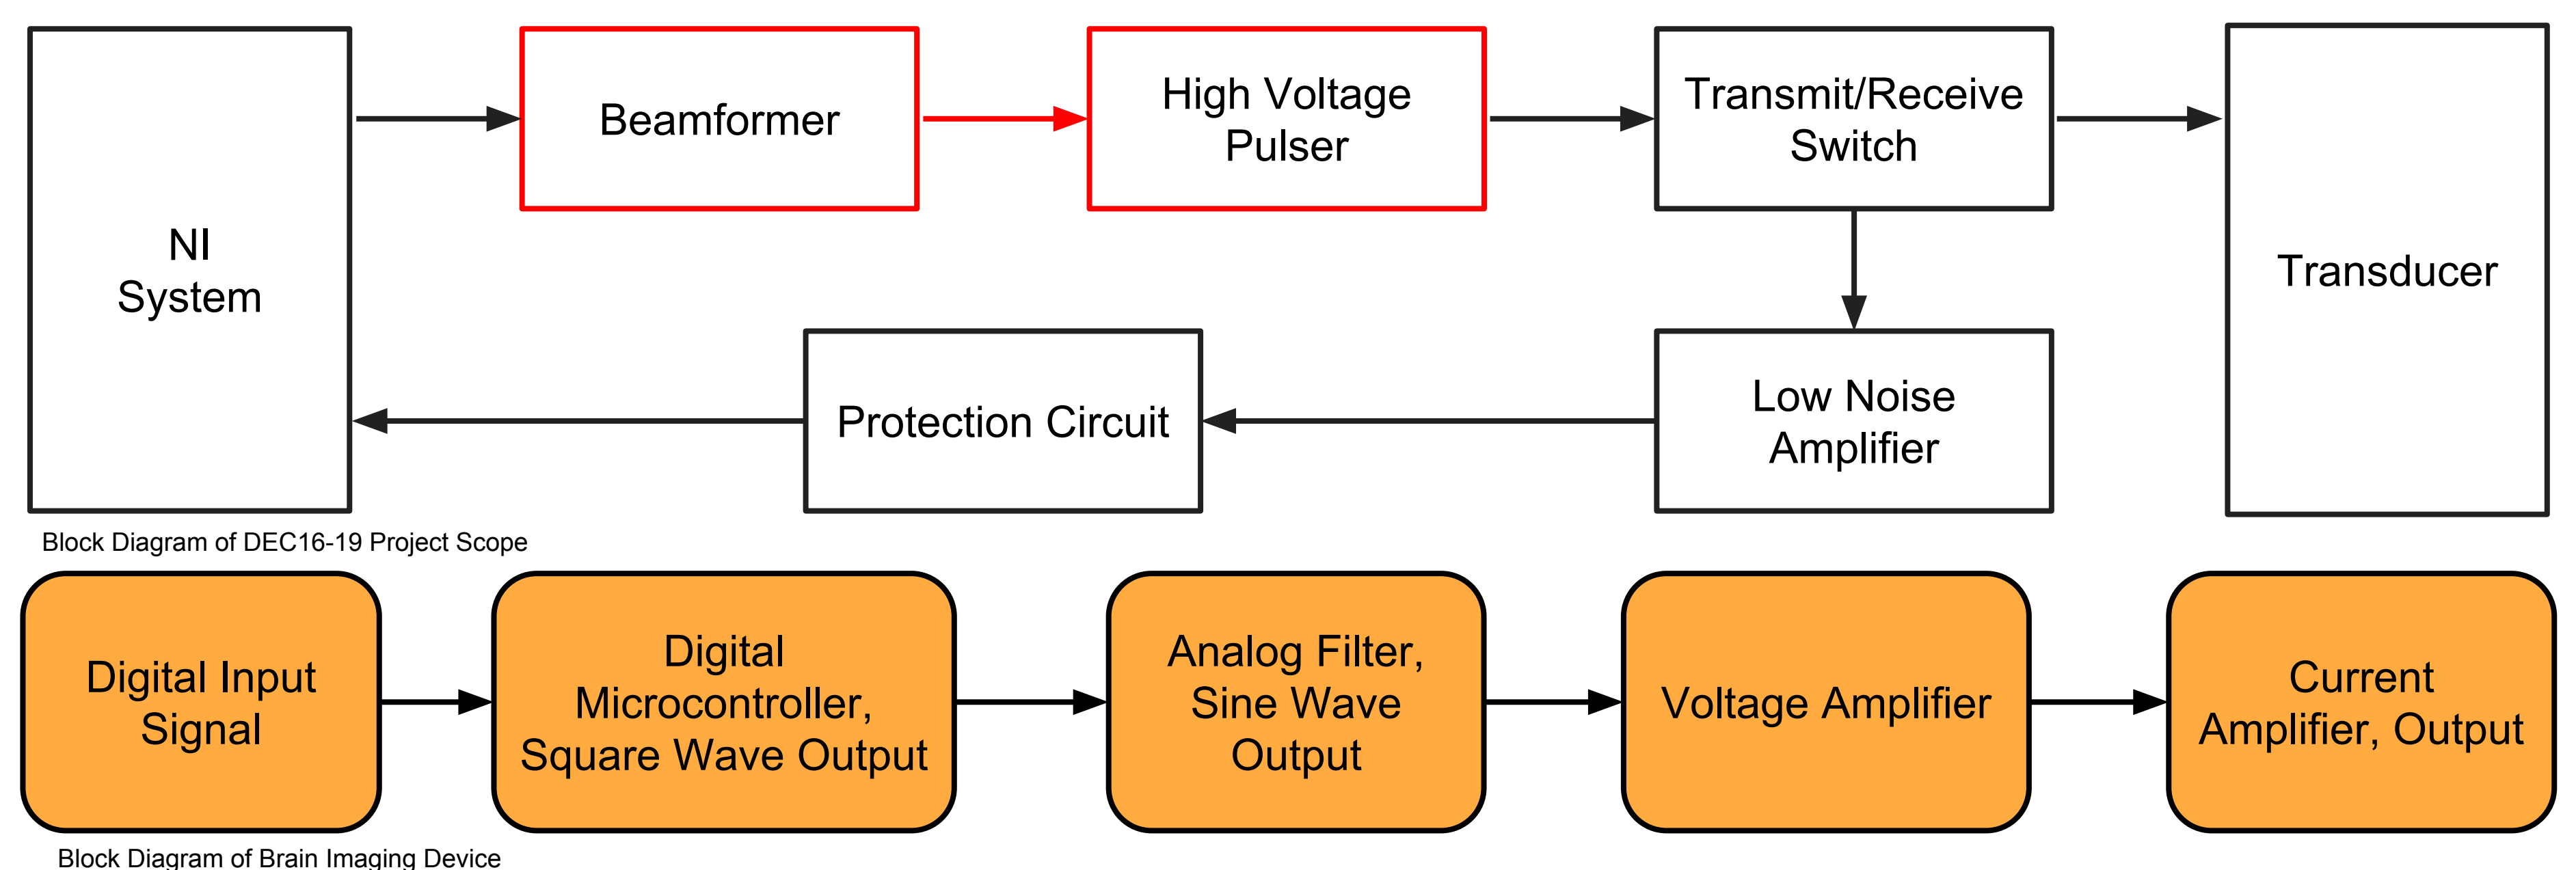 NI
System
Beamformer
High Voltage
Pulser
Transmit/Receive
Switch
Transducer
Protection Circuit
Low Noise
Amplifier
Block Diagram of DEC16-19 Project Scope
Digital Input
Signal
Digital
Microcontroller,
Square Wave Output
Analog Filter,
Sine Wave
Output
Voltage Amplifier
Current
Amplifier, Output
Block Diagram of Brain Imaging Device